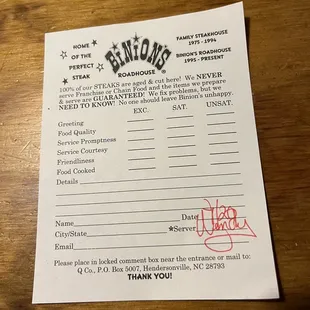 HOME
OF THE
PERFECT
STEAK
BINION'S
ROADHOUSE
FAMILY STEAKHOUSE
1975 - 1994
BINION'S ROADHOUSE
1995 - PRESENT
100% of our STEAKS are aged & cut here! We NEVER
serve Franchise or Chain Food and the items we prepare
& serve are GUARANTEED! We fix problems, but we
NEED TO KNOW! No one should leave Binion's unhappy.
EXC. SAT. UNSAT.
Greeting
Food Quality
Service Promptness
Service Courtesy
Friendliness
Food Cooked
Details
Name Date
City/State *Server Wendy
Email
Please place in locked comment box near the entrance or mail to:
Q Co., P.O. Box 5007, Hendersonville, NC 28793
THANK YOU!